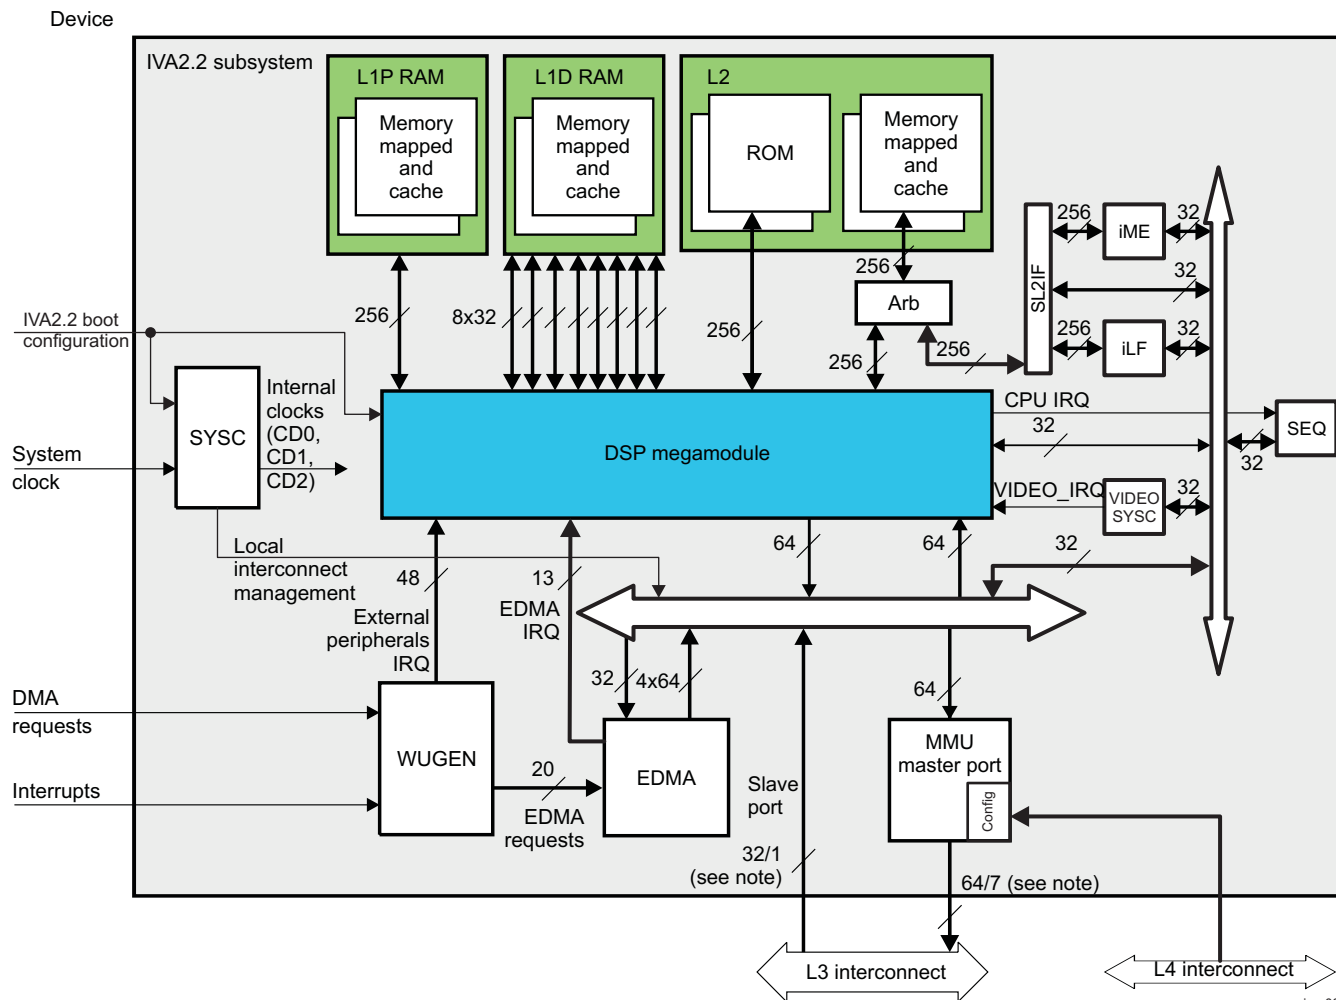 Device
IVA2.2 subsystem
L1P RAM
Memory
mapped
and
cache
L1D RAM
Memory
mapped
and
cache
L2
ROM
Memory
mapped
and
cache
256
8x32
256
256
Arb
256
256
SL2IF
256
iME
32
32
256
iLF
32
IVA2.2 boot
configuration
SYSC
Internal
clocks
(CD0,
CD1,
CD2)
System
clock
DSP megamodule
CPU IRQ
32
SEQ
32
VIDEO_IRQ
VIDEO
SYSC
32
Local
interconnect
management
48
External
peripherals
IRQ
13
EDMA
IRQ
64
64
32
32
4x64
64
DMA
requests
Interrupts
WUGEN
20
EDMA
requests
EDMA
Slave
port
MMU
master port
Config
32/1
(see note)
64/7 (see note)
L3 interconnect
L4 interconnect